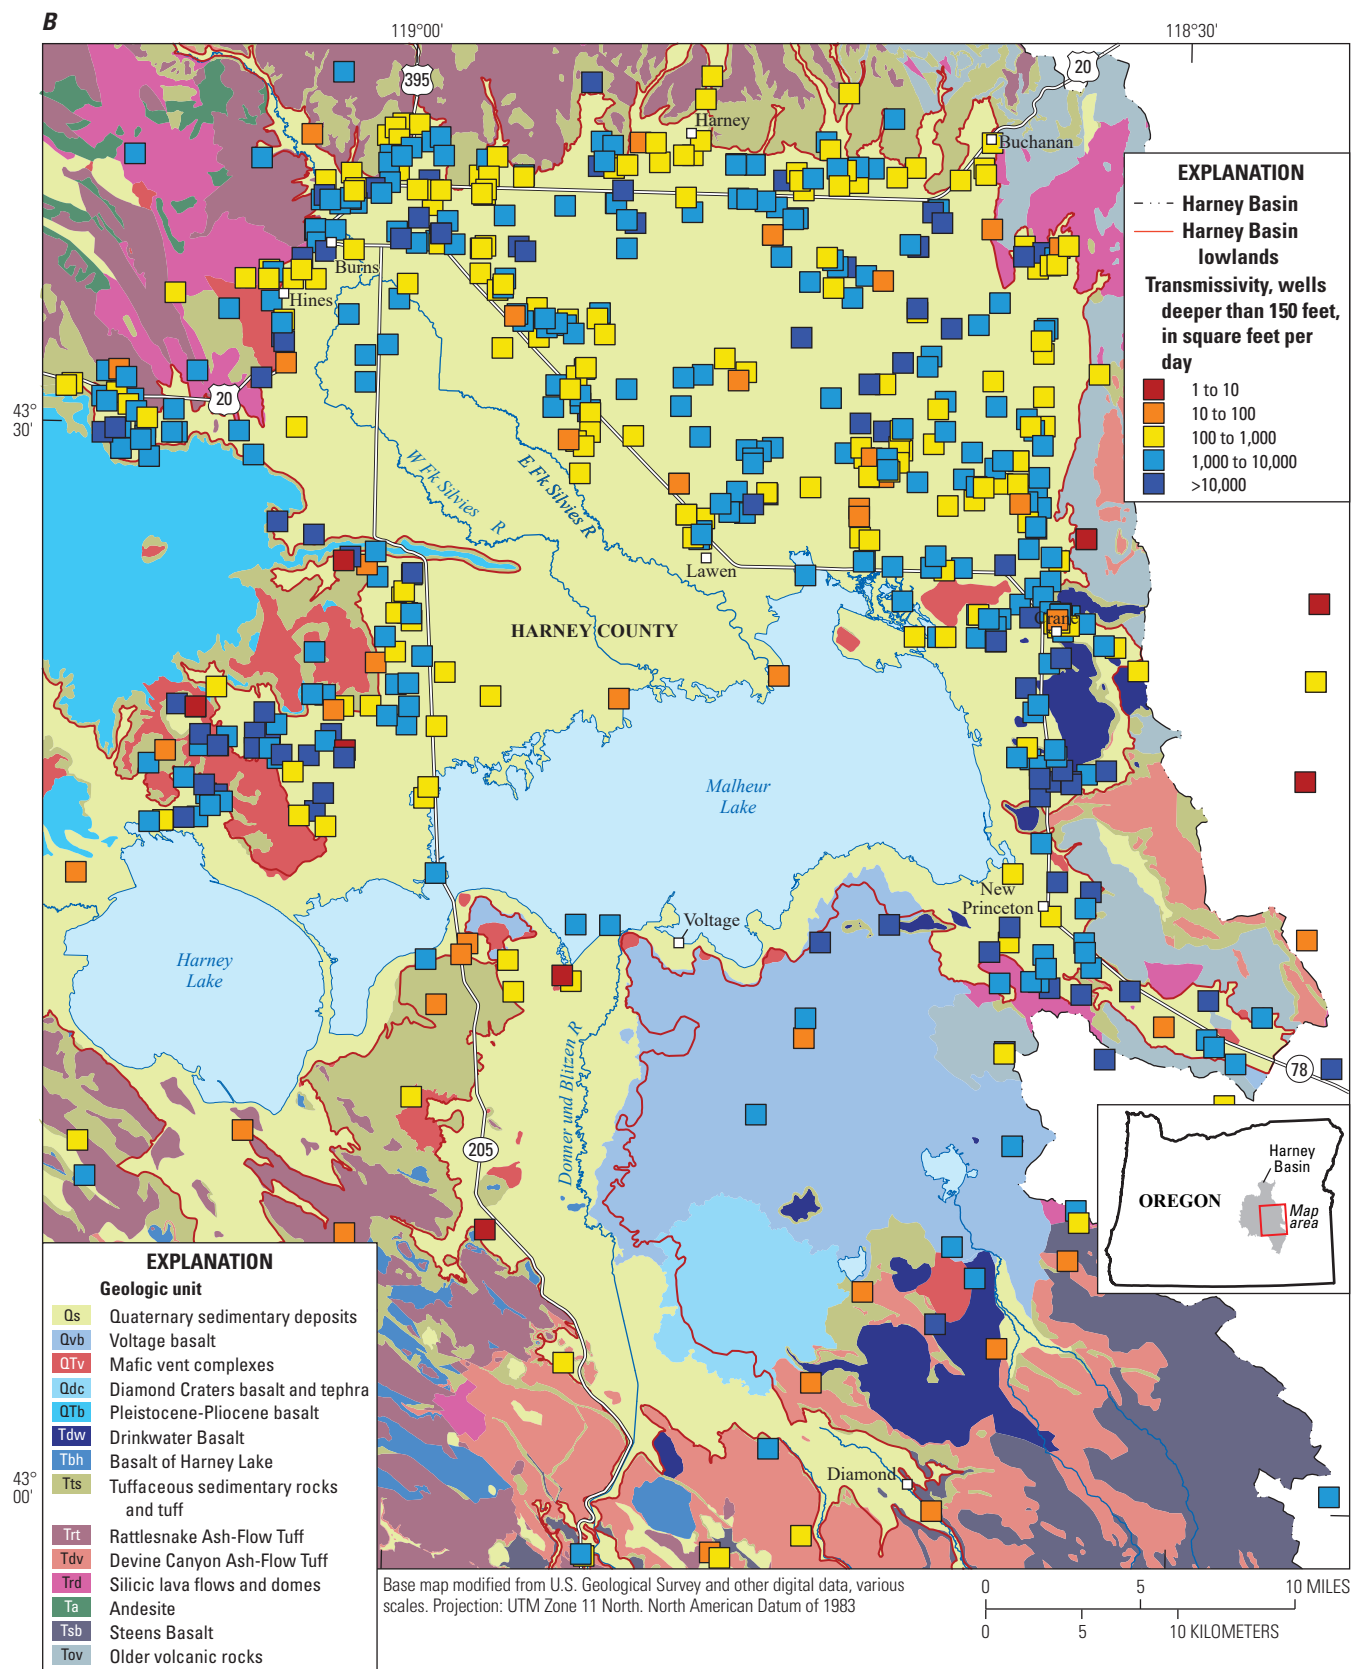 B
119°00'
118°30'
395
20
Harney
Buchanan
EXPLANATION
Harney Basin
Harney Basin
lowlands
Transmissivity, wells
deeper than 150 feet,
in square feet per
day
1 to 10
10 to 100
100 to 1,000
1,000 to 10,000
>10,000
Burns
Hines
20
43°
30'
W Fk Silvies R
E Fk Silvies R
Lawen
HARNEY COUNTY
Crane
Malheur
Lake
New
Princeton
Voltage
Harney
Lake
Donner und Blitzen R
78
205
Harney
Basin
OREGON
Map
area
EXPLANATION
Geologic unit
Qs Quaternary sedimentary deposits
Qvb Voltage basalt
QTv Mafic vent complexes
Qdc Diamond Craters basalt and tephra
QTb Pleistocene-Pliocene basalt
Tdw Drinkwater Basalt
Tbh Basalt of Harney Lake
Tts Tuffaceous sedimentary rocks
and tuff
Trt Rattlesnake Ash-Flow Tuff
Tdv Devine Canyon Ash-Flow Tuff
Trd Silicic lava flows and domes
Ta Andesite
Tsb Steens Basalt
Tov Older volcanic rocks
43°
00'
Diamond
Base map modified from U.S. Geological Survey and other digital data, various
scales. Projection: UTM Zone 11 North. North American Datum of 1983
0 5 10 MILES
0 5 10 KILOMETERS